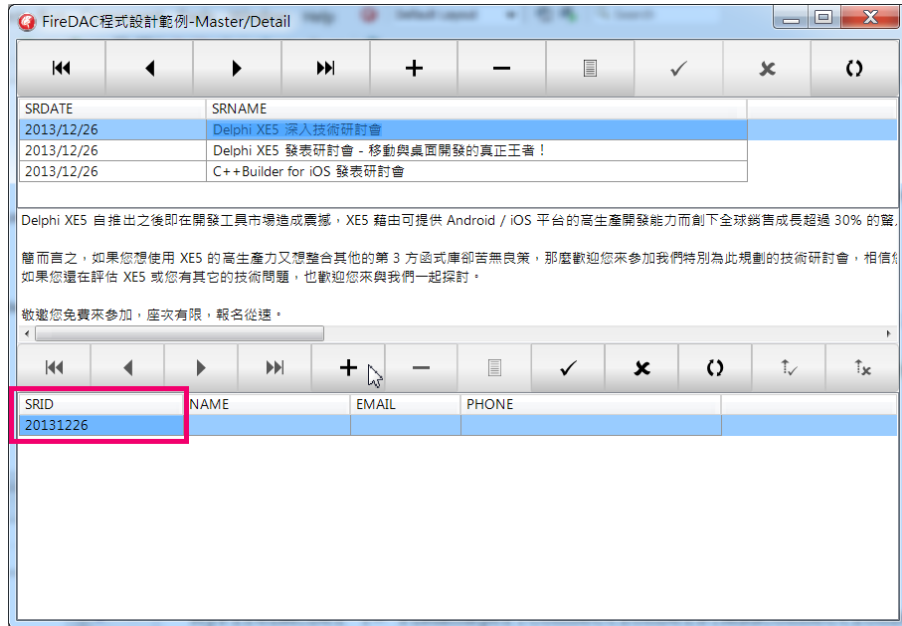 FireDAC程式設計範例-Master/Detail
SRDATE SRNAME
2013/12/26 Delphi XE5 深入技術研討會
2013/12/26 Delphi XE5 發表研討會 - 移動與桌面開發的真正王者！
2013/12/26 C++Builder for iOS 發表研討會
Delphi XE5 自推出之後即在開發工具市場造成震撼，XE5 藉由可提供 Android / iOS 平台的高生產開發能力而創下全球銷售成長超過 30% 的驚
簡而言之，如果您想使用 XE5 的高生產力又想整合其他的第 3 方函式庫卻苦無良策，那麼歡迎您來參加我們特別為此規劃的技術研討會，相信
如果您還在評估 XE5 或您有其它的技術問題，也歡迎您來與我們一起探討。
敬邀您免費來參加，座次有限，報名從速。
SRID NAME EMAIL PHONE
20131226